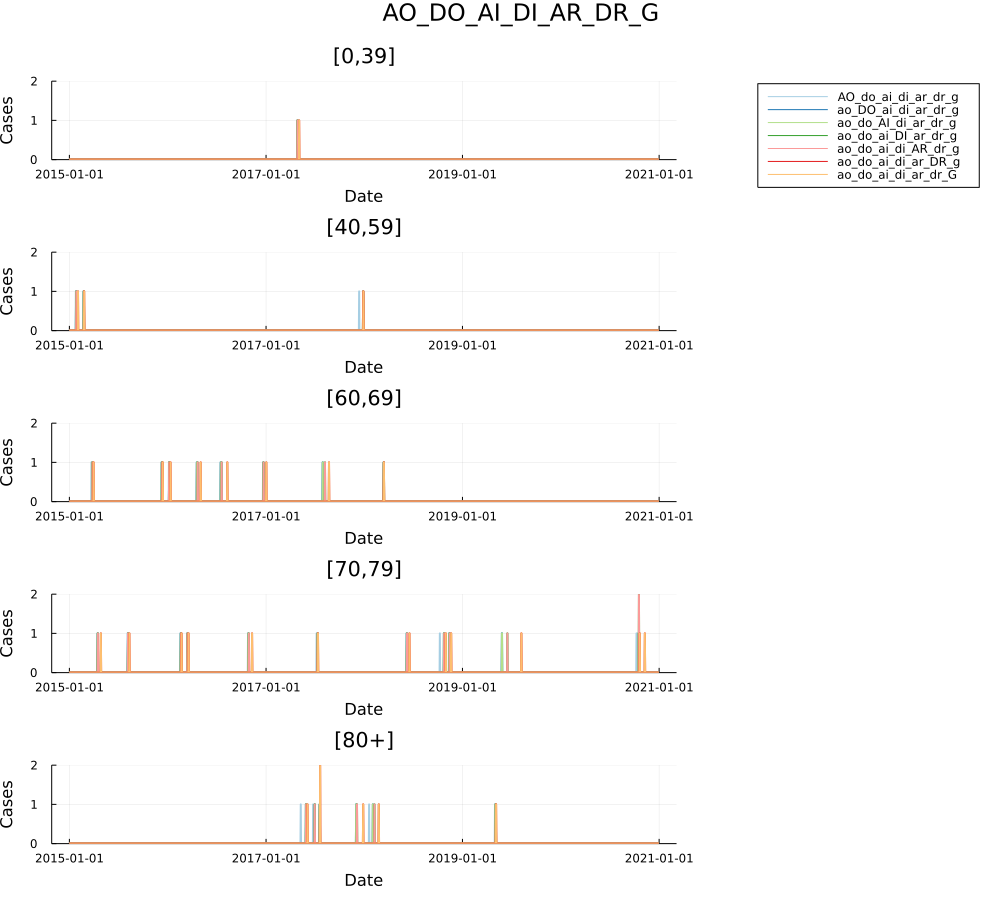 AO_DO_AI_DI_AR_DR_G
[0,39]
2
1
0
Cases
2015-01-01 2017-01-01 2019-01-01 2021-01-01
Date
AO_do_ai_di_ar_dr_g
ao_DO_ai_di_ar_dr_g
ao_do_AI_di_ar_dr_g
ao_do_ai_DI_ar_dr_g
ao_do_ai_di_AR_dr_g
ao_do_ai_di_ar_DR_g
ao_do_ai_di_ar_dr_G
[40,59]
2
1
0
Cases
2015-01-01 2017-01-01 2019-01-01 2021-01-01
Date
[60,69]
2
1
0
Cases
2015-01-01 2017-01-01 2019-01-01 2021-01-01
Date
[70,79]
2
1
0
Cases
2015-01-01 2017-01-01 2019-01-01 2021-01-01
Date
[80+]
2
1
0
Cases
2015-01-01 2017-01-01 2019-01-01 2021-01-01
Date